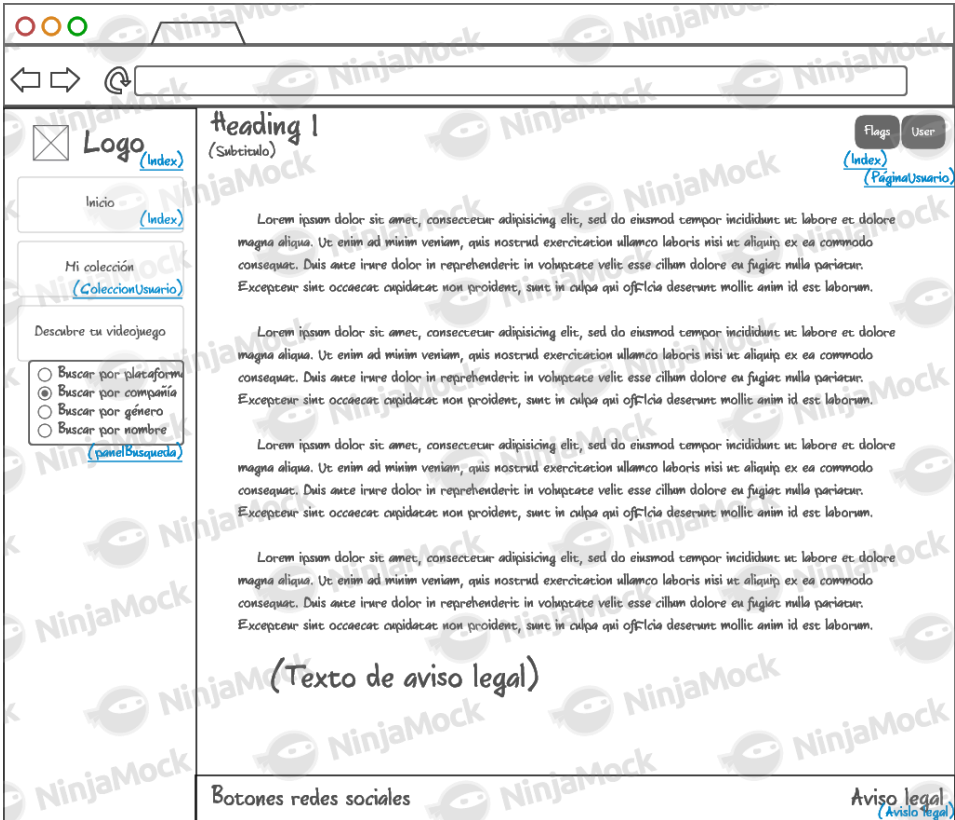 Logo
(Index)
Inicio
(Index)
Mi colección
(ColeccionUsuario)
Descubre tu videojuego
Buscar por plataform
Buscar por compañía
Buscar por género
Buscar por nombre
(panelBusqueda)
Heading 1
(Subtitulo)
Flags
User
(Index)
(PáginaUsuario)
Lorem ipsum dolor sit amet, consectetur adipisicing elit, sed do eiusmod tempor incididunt ut labore et dolore
magna aliqua. Ut enim ad minim veniam, quis nostrud exercitation ullamco laboris nisi ut aliquip ex ea commodo
consequat. Duis aute irure dolor in reprehenderit in voluptate velit esse cillum dolore eu fugiat nulla pariatur.
Excepteur sint occaecat cupidatat non proident, sunt in culpa qui officia deserunt mollit anim id est laborum.
Lorem ipsum dolor sit amet, consectetur adipisicing elit, sed do eiusmod tempor incididunt ut labore et dolore
magna aliqua. Ut enim ad minim veniam, quis nostrud exercitation ullamco laboris nisi ut aliquip ex ea commodo
consequat. Duis aute irure dolor in reprehenderit in voluptate velit esse cillum dolore eu fugiat nulla pariatur.
Excepteur sint occaecat cupidatat non proident, sunt in culpa qui officia deserunt mollit anim id est laborum.
Lorem ipsum dolor sit amet, consectetur adipisicing elit, sed do eiusmod tempor incididunt ut labore et dolore
magna aliqua. Ut enim ad minim veniam, quis nostrud exercitation ullamco laboris nisi ut aliquip ex ea commodo
consequat. Duis aute irure dolor in reprehenderit in voluptate velit esse cillum dolore eu fugiat nulla pariatur.
Excepteur sint occaecat cupidatat non proident, sunt in culpa qui officia deserunt mollit anim id est laborum.
Lorem ipsum dolor sit amet, consectetur adipisicing elit, sed do eiusmod tempor incididunt ut labore et dolore
magna aliqua. Ut enim ad minim veniam, quis nostrud exercitation ullamco laboris nisi ut aliquip ex ea commodo
consequat. Duis aute irure dolor in reprehenderit in voluptate velit esse cillum dolore eu fugiat nulla pariatur.
Excepteur sint occaecat cupidatat non proident, sunt in culpa qui officia deserunt mollit anim id est laborum.
(Texto de aviso legal)
Botones redes sociales
Aviso legal
(Avislo legal)
NinjaMock